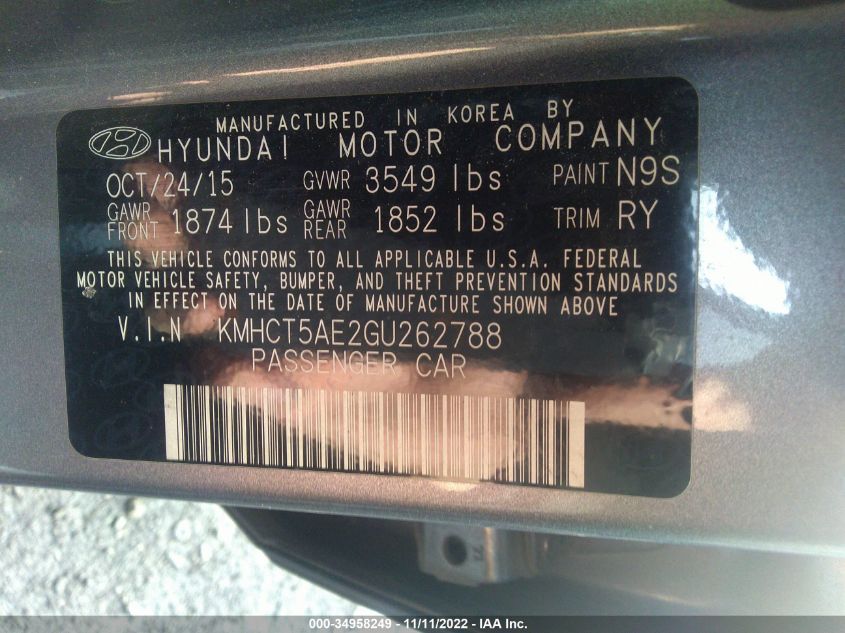 MANUFACTURED IN KOREA BY
HYUNDAI MOTOR COMPANY
OCT/24/15 GVWR 3549 lbs PAINT N9S
GAWR FRONT 1874 lbs GAWR REAR 1852 lbs TRIM RY
THIS VEHICLE CONFORMS TO ALL APPLICABLE U.S.A. FEDERAL
MOTOR VEHICLE SAFETY, BUMPER, AND THEFT PREVENTION STANDARDS
IN EFFECT ON THE DATE OF MANUFACTURE SHOWN ABOVE
V.I.N KMHCT5AE2GU262788
PASSENGER CAR
000-34958249 - 11/11/2022 - IAA Inc.